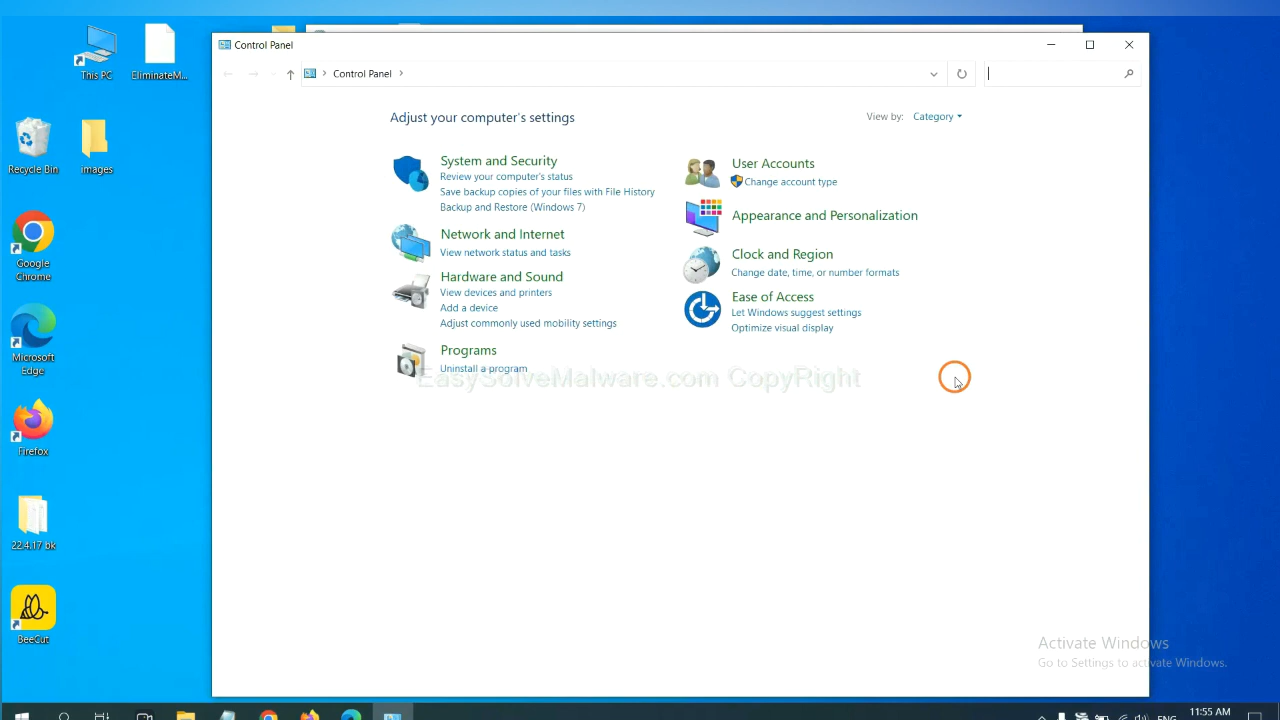 This PC
EliminateM...
Recycle Bin
images
Google
Chrome
Microsoft
Edge
Firefox
22.4.17 bk
BeeCut
Control Panel
Control Panel
Adjust your computer's settings
View by: Category
System and Security
Review your computer's status
Save backup copies of your files with File History
Backup and Restore (Windows 7)
Network and Internet
View network status and tasks
Hardware and Sound
View devices and printers
Add a device
Adjust commonly used mobility settings
Programs
Uninstall a program
User Accounts
Change account type
Appearance and Personalization
Clock and Region
Change date, time, or number formats
Ease of Access
Let Windows suggest settings
Optimize visual display
EasySolveMalware.com CopyRight
Activate Windows
Go to Settings to activate Windows.
ENG
11:55 AM